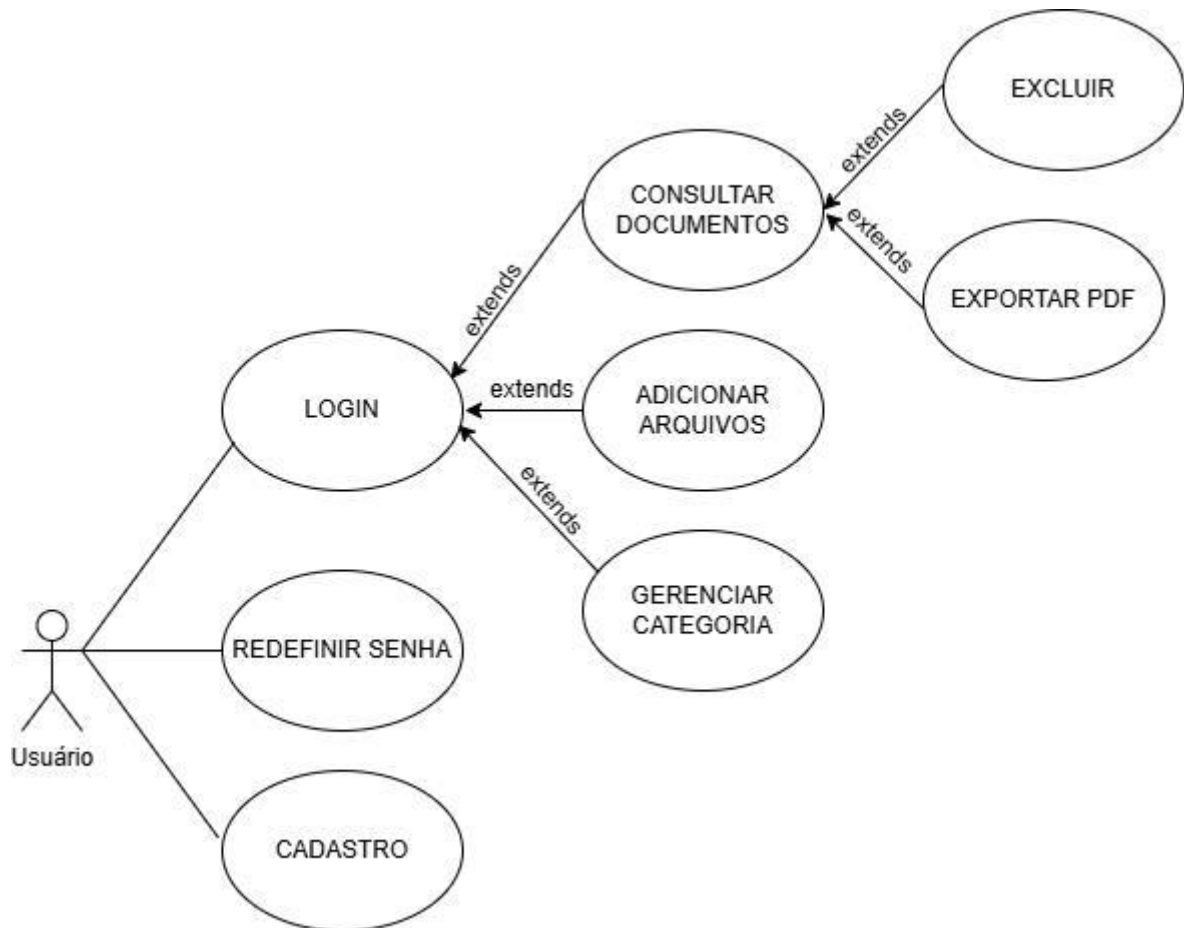 EXCLUIR
extends
CONSULTAR
DOCUMENTOS
extends
EXPORTAR PDF
extends
LOGIN
extends
ADICIONAR
ARQUIVOS
extends
GERENCIAR
CATEGORIA
REDEFINIR SENHA
Usuário
CADASTRO